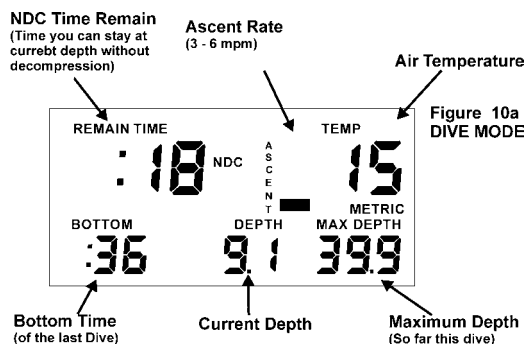 NDC Time Remain
(Time you can stay at
currebt depth without
decompression)
Ascent Rate
(3 - 6 mpm)
Air Temperature
Figure 10a
DIVE MODE
REMAIN TIME
TEMP
:18 NDC
ASCENT
15
METRIC
BOTTOM
DEPTH
MAX DEPTH
:36
9.1
39.9
Bottom Time
(of the last Dive)
Current Depth
Maximum Depth
(So far this dive)